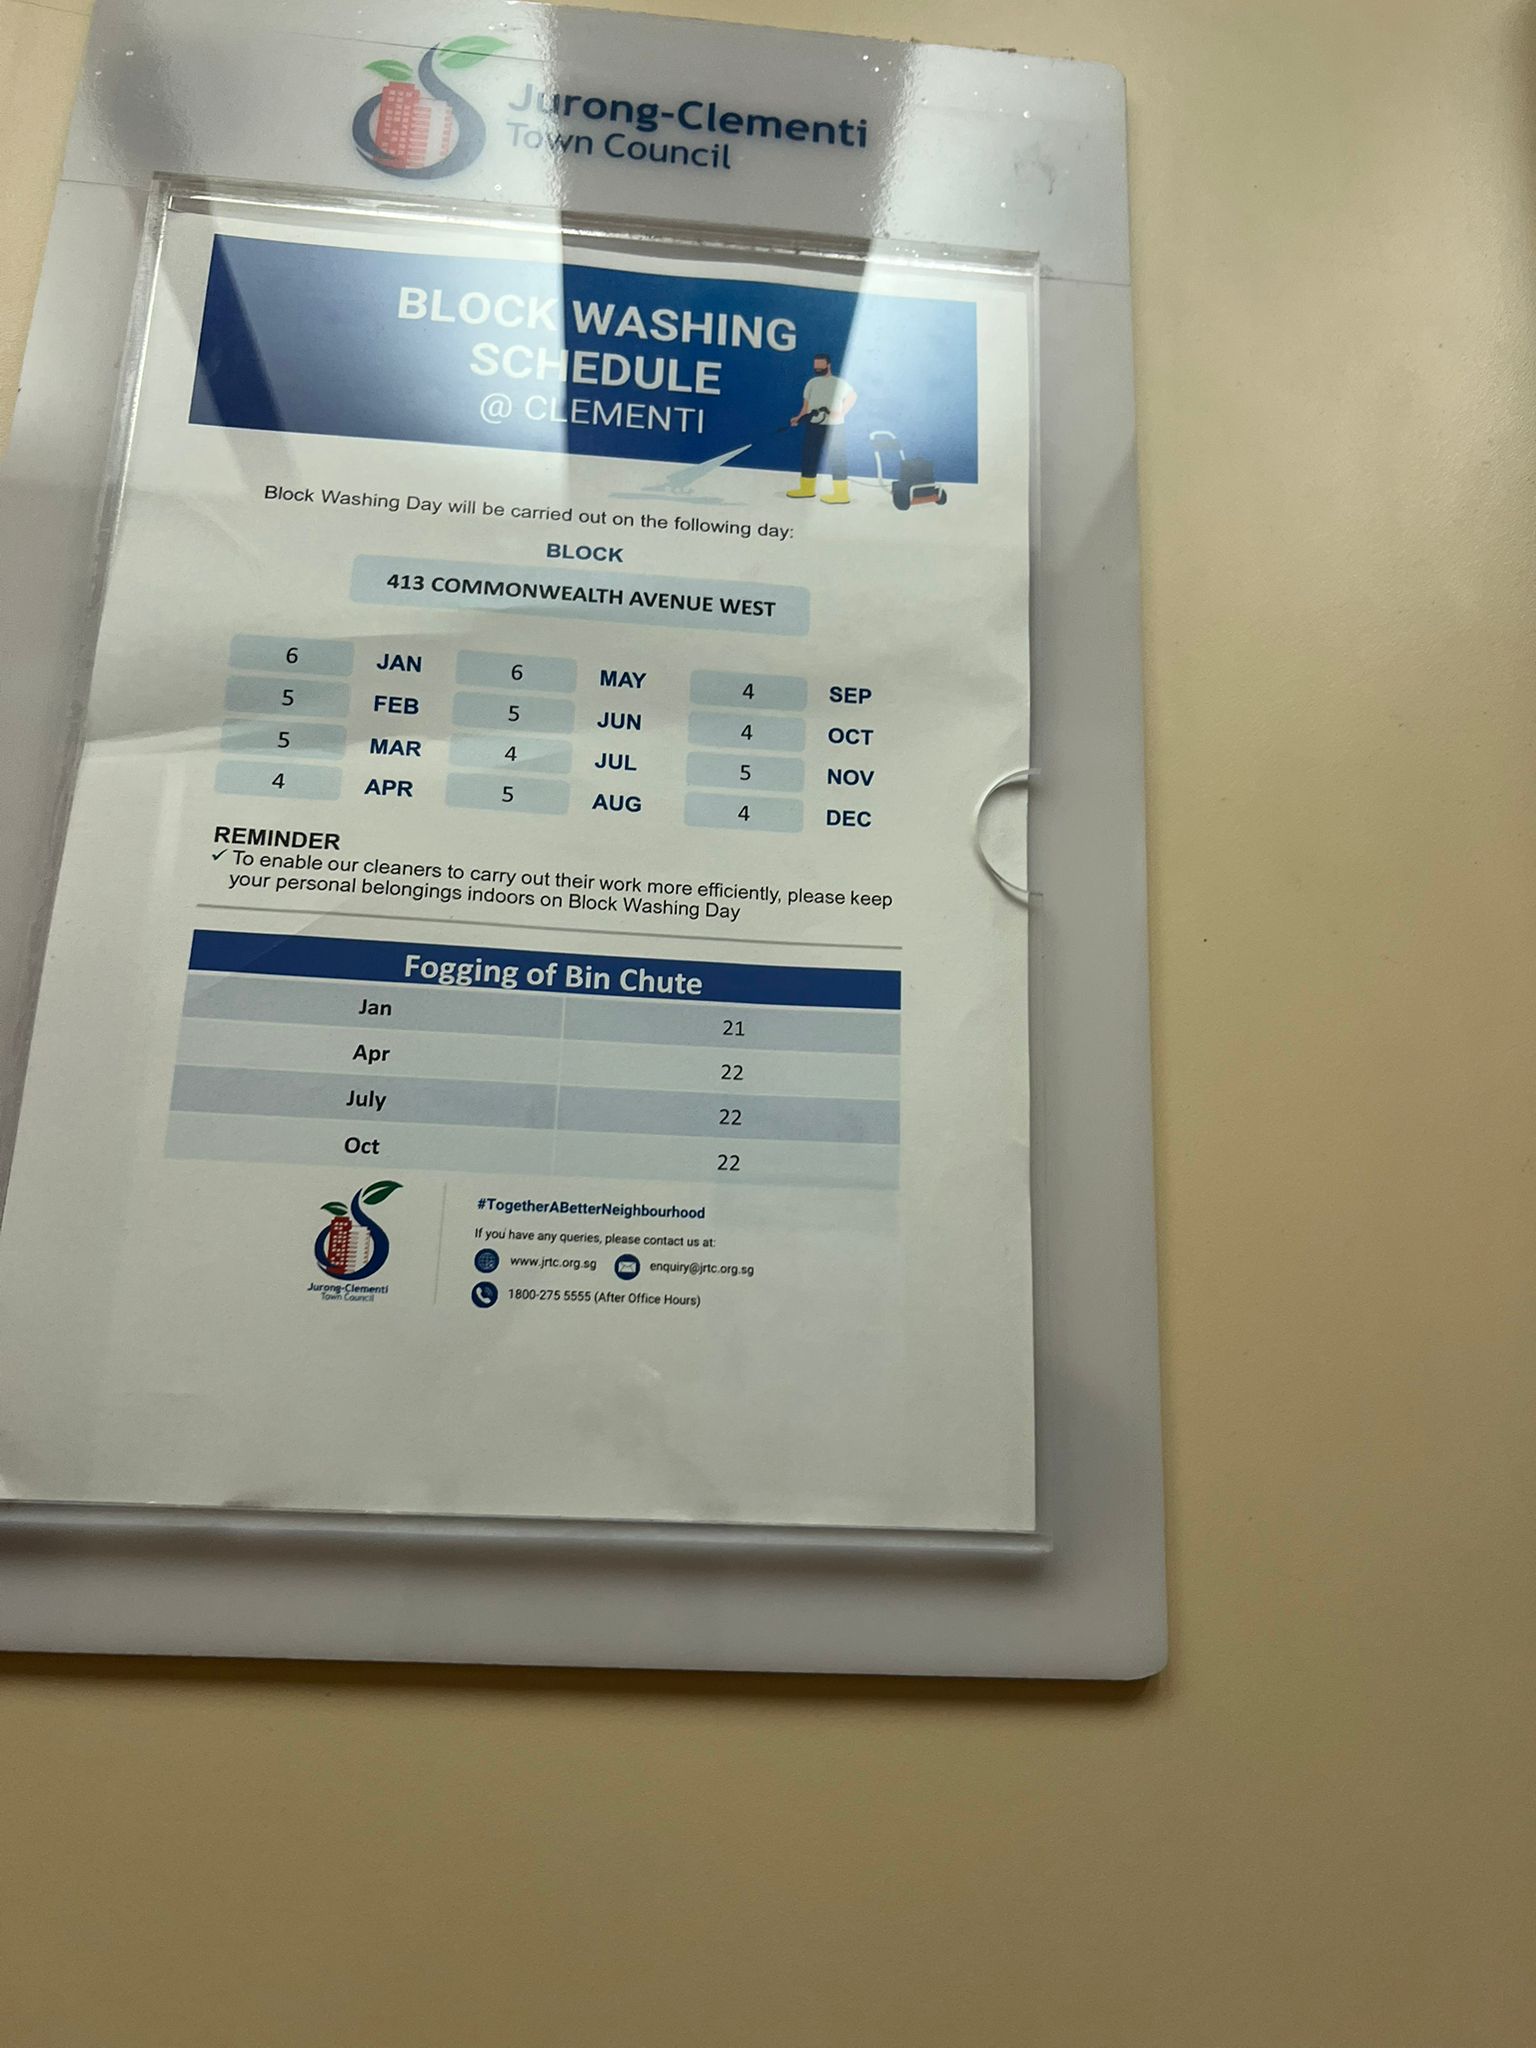 Jurong-Clementi
Town Council
BLOCK WASHING
SCHEDULE
@ CLEMENTI
Block Washing Day will be carried out on the following day:
BLOCK
413 COMMONWEALTH AVENUE WEST
6 JAN 6 MAY 4 SEP
5 FEB 5 JUN 4 OCT
5 MAR 4 JUL 5 NOV
4 APR 5 AUG 4 DEC
REMINDER
✓ To enable our cleaners to carry out their work more efficiently, please keep
your personal belongings indoors on Block Washing Day
Fogging of Bin Chute
Jan 21
Apr 22
July 22
Oct 22
Jurong-Clementi
Town Council
#TogetherABetterNeighbourhood
If you have any queries, please contact us at:
www.jrtc.org.sg enquiry@jrtc.org.sg
1800-275 5555 (After Office Hours)